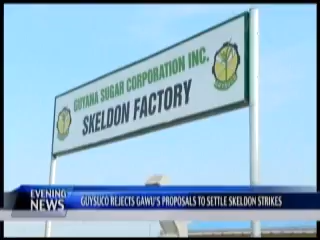 GUYANA SUGAR CORPORATION INC.
SKELDON FACTORY
EVENING
NEWS
GUYSUCO REJECTS GAWU'S PROPOSALS TO SETTLE SKELDON STRIKES